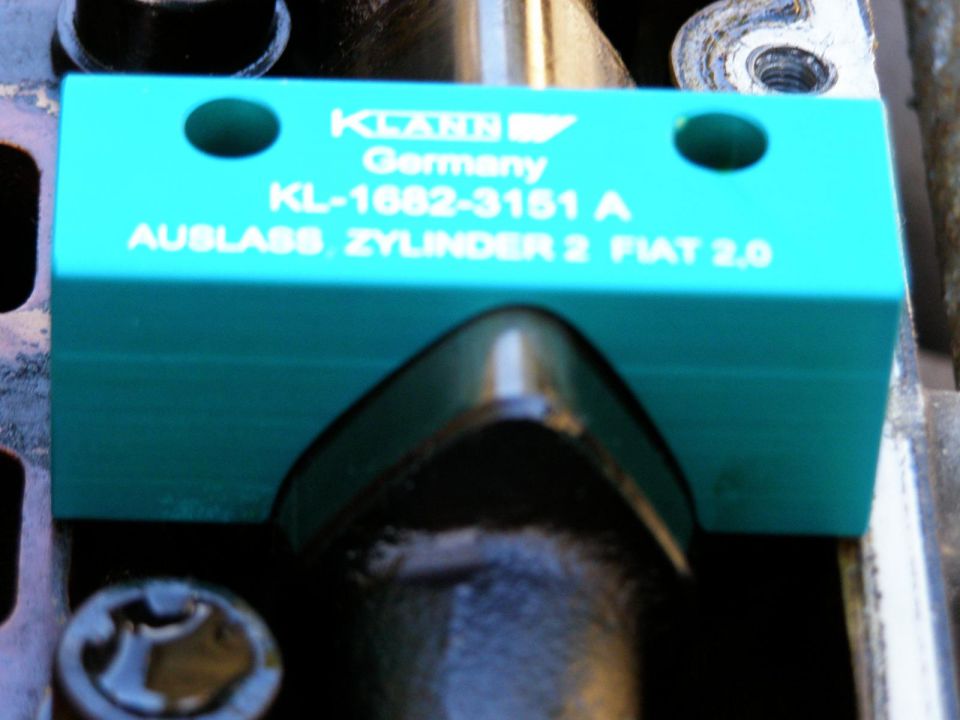 KLANN
Germany
KL-1682-3151 A
AUSLASS, ZYLINDER 2 FIAT 2,0